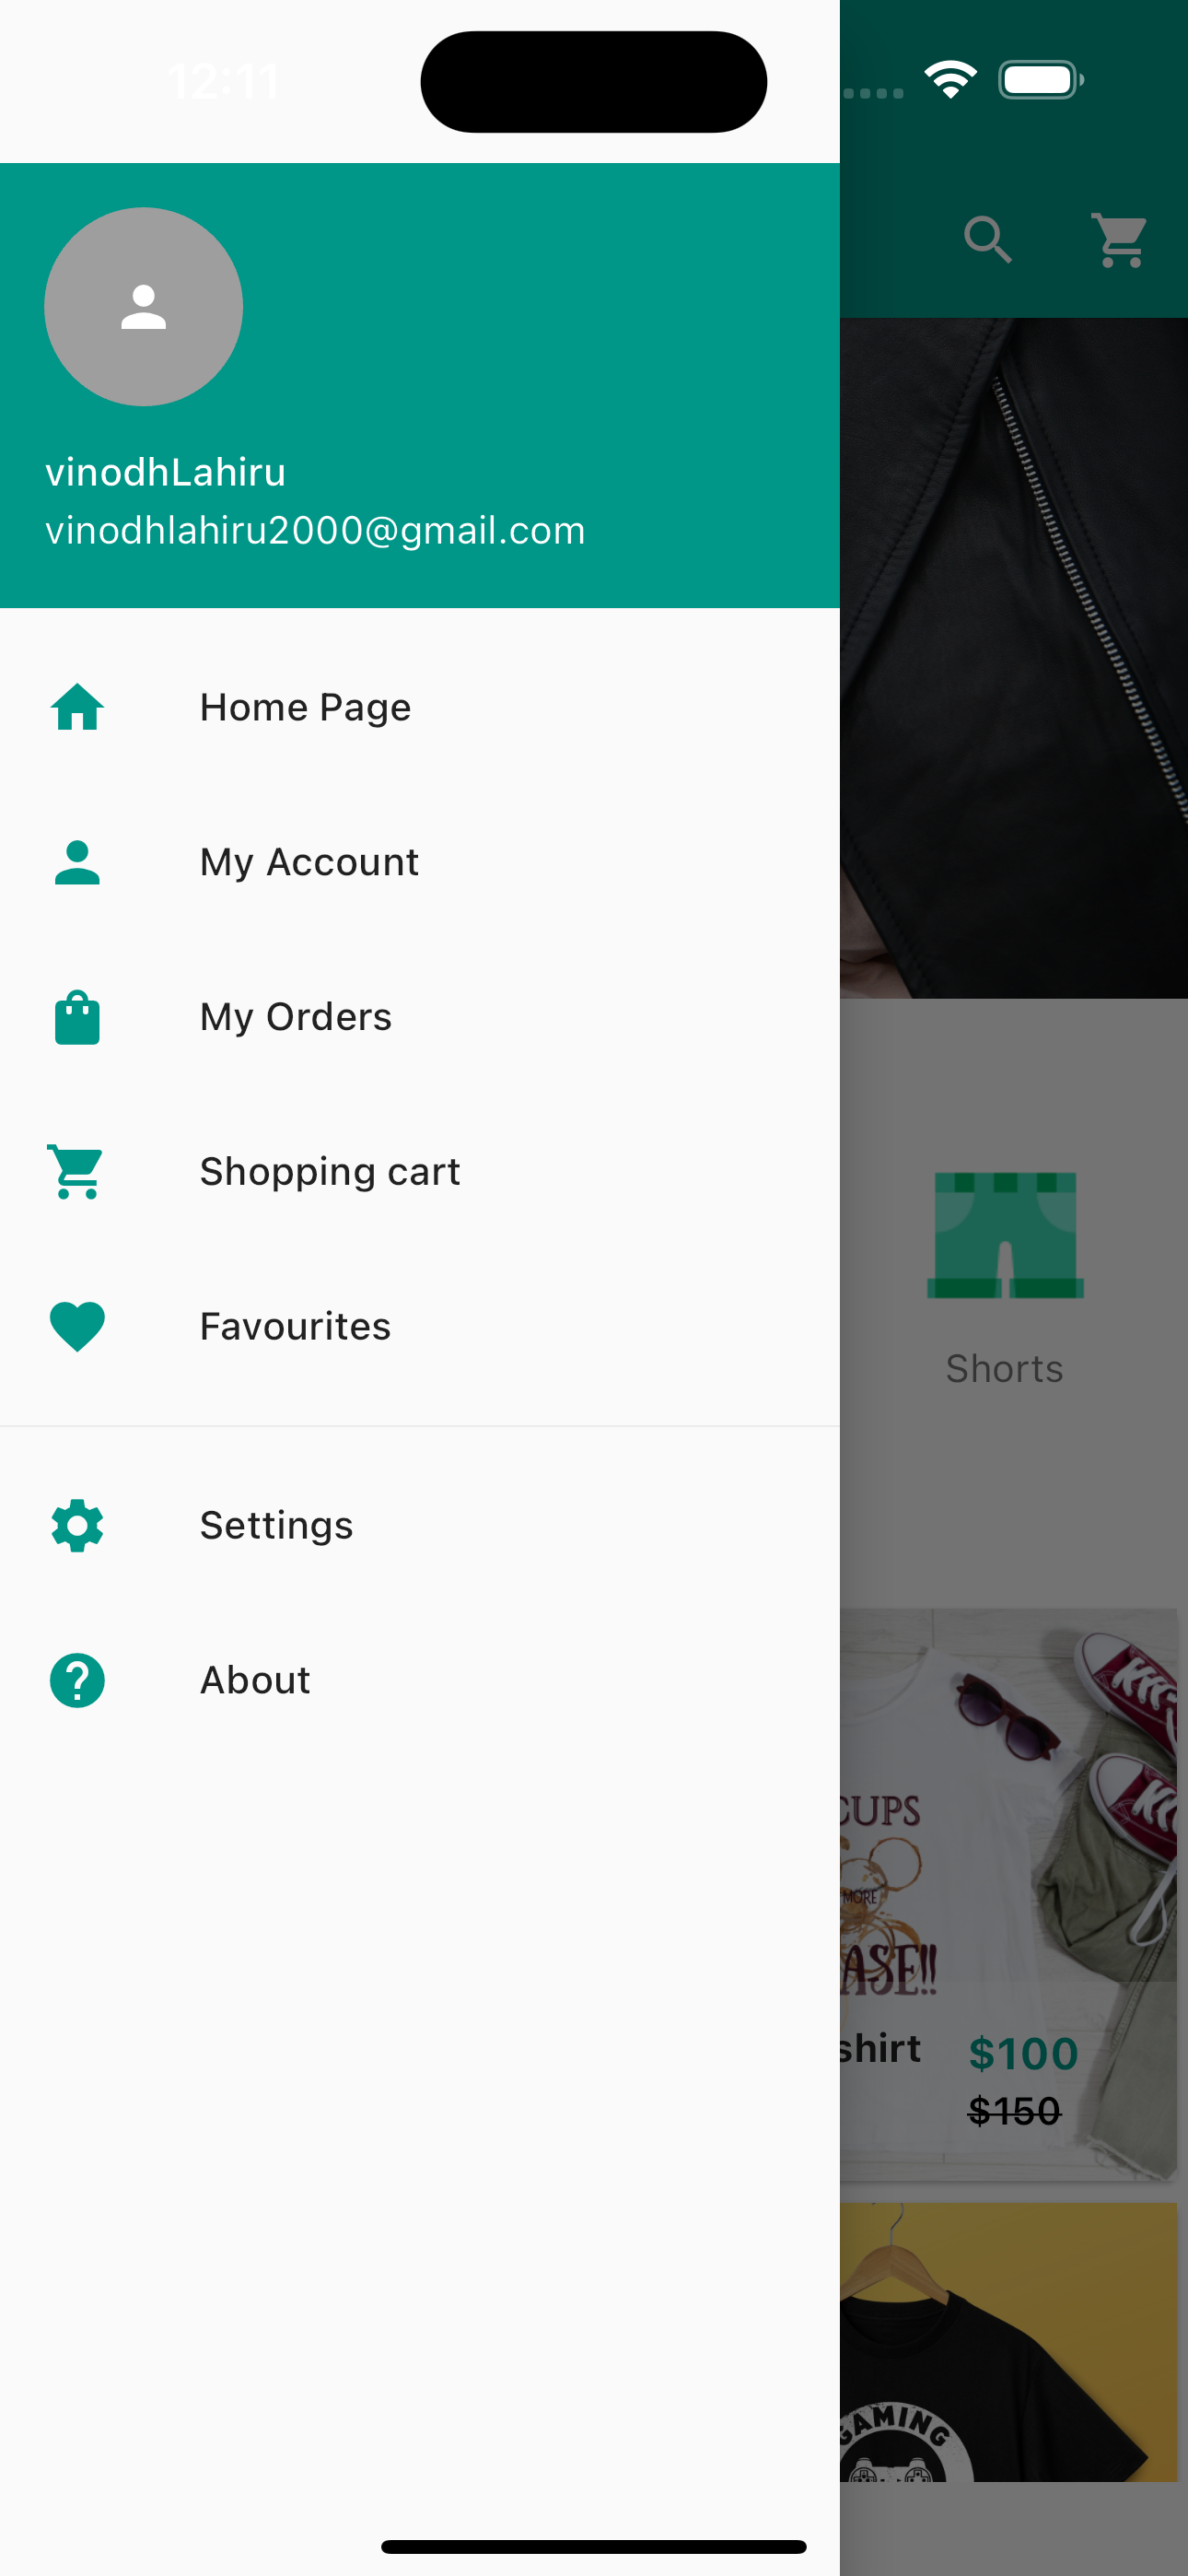 12:11
vinodhLahiru
vinodhlahiru2000@gmail.com
Home Page
My Account
My Orders
Shopping cart
Favourites
Shorts
Settings
About
CUPS
MORE
ASE!!
shirt
$100
$150
GAMING